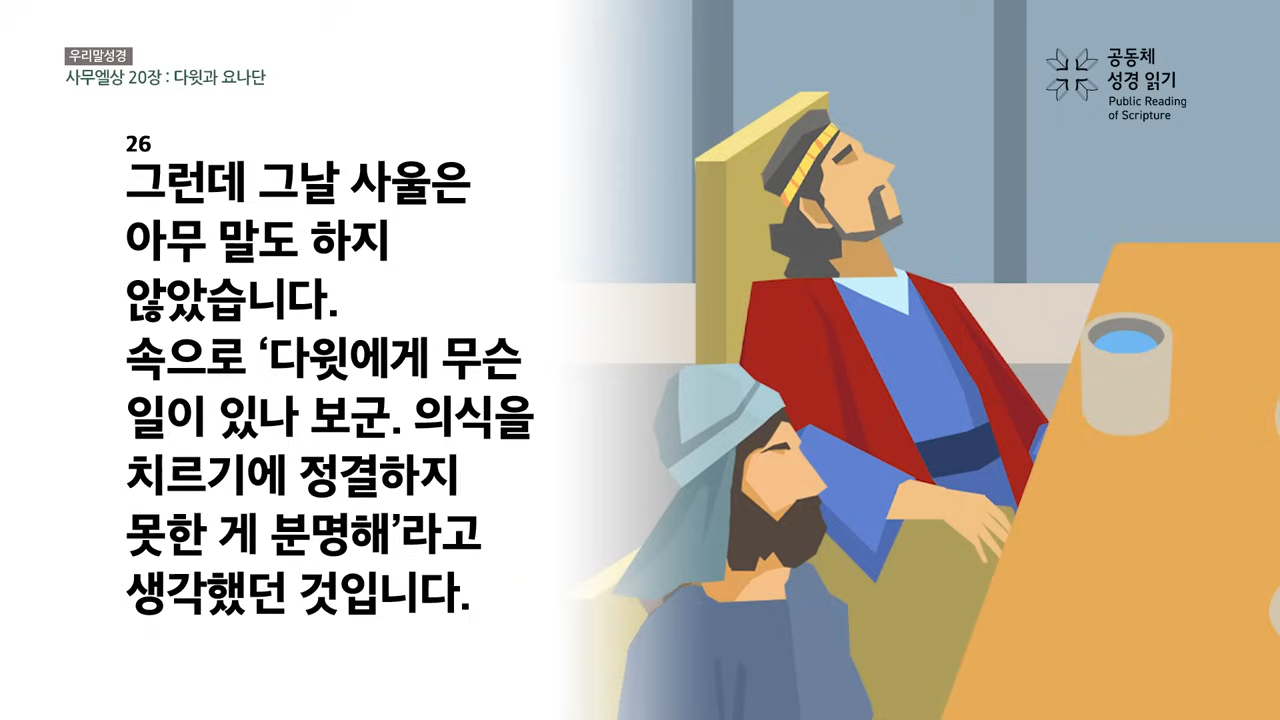 우리말성경
사무엘상 20장 : 다윗과 요나단
26
그런데 그날 사울은
아무 말도 하지
않았습니다.
속으로 ‘다윗에게 무슨
일이 있나 보군. 의식을
치르기에 정결하지
못한 게 분명해’라고
생각했던 것입니다.
공동체
성경 읽기
Public Reading
of Scripture